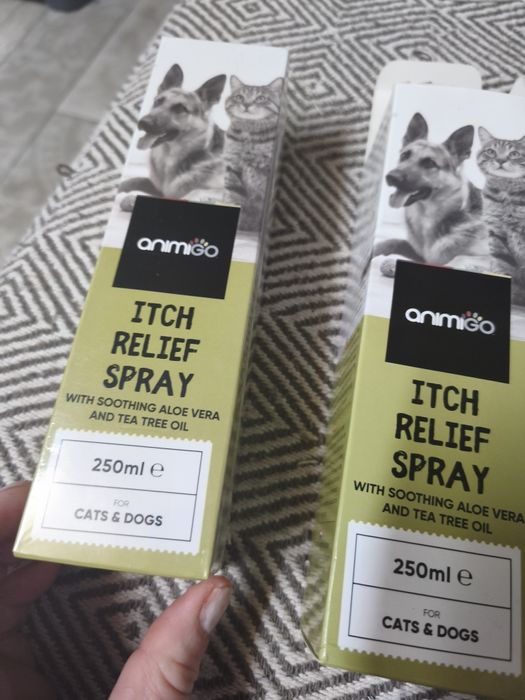 animiGO
ITCH
RELIEF
SPRAY
WITH SOOTHING ALOE VERA
AND TEA TREE OIL
250ml e
FOR
CATS & DOGS
animiGO
ITCH
RELIEF
SPRAY
WITH SOOTHING ALOE VERA
AND TEA TREE OIL
250ml e
FOR
CATS & DOGS